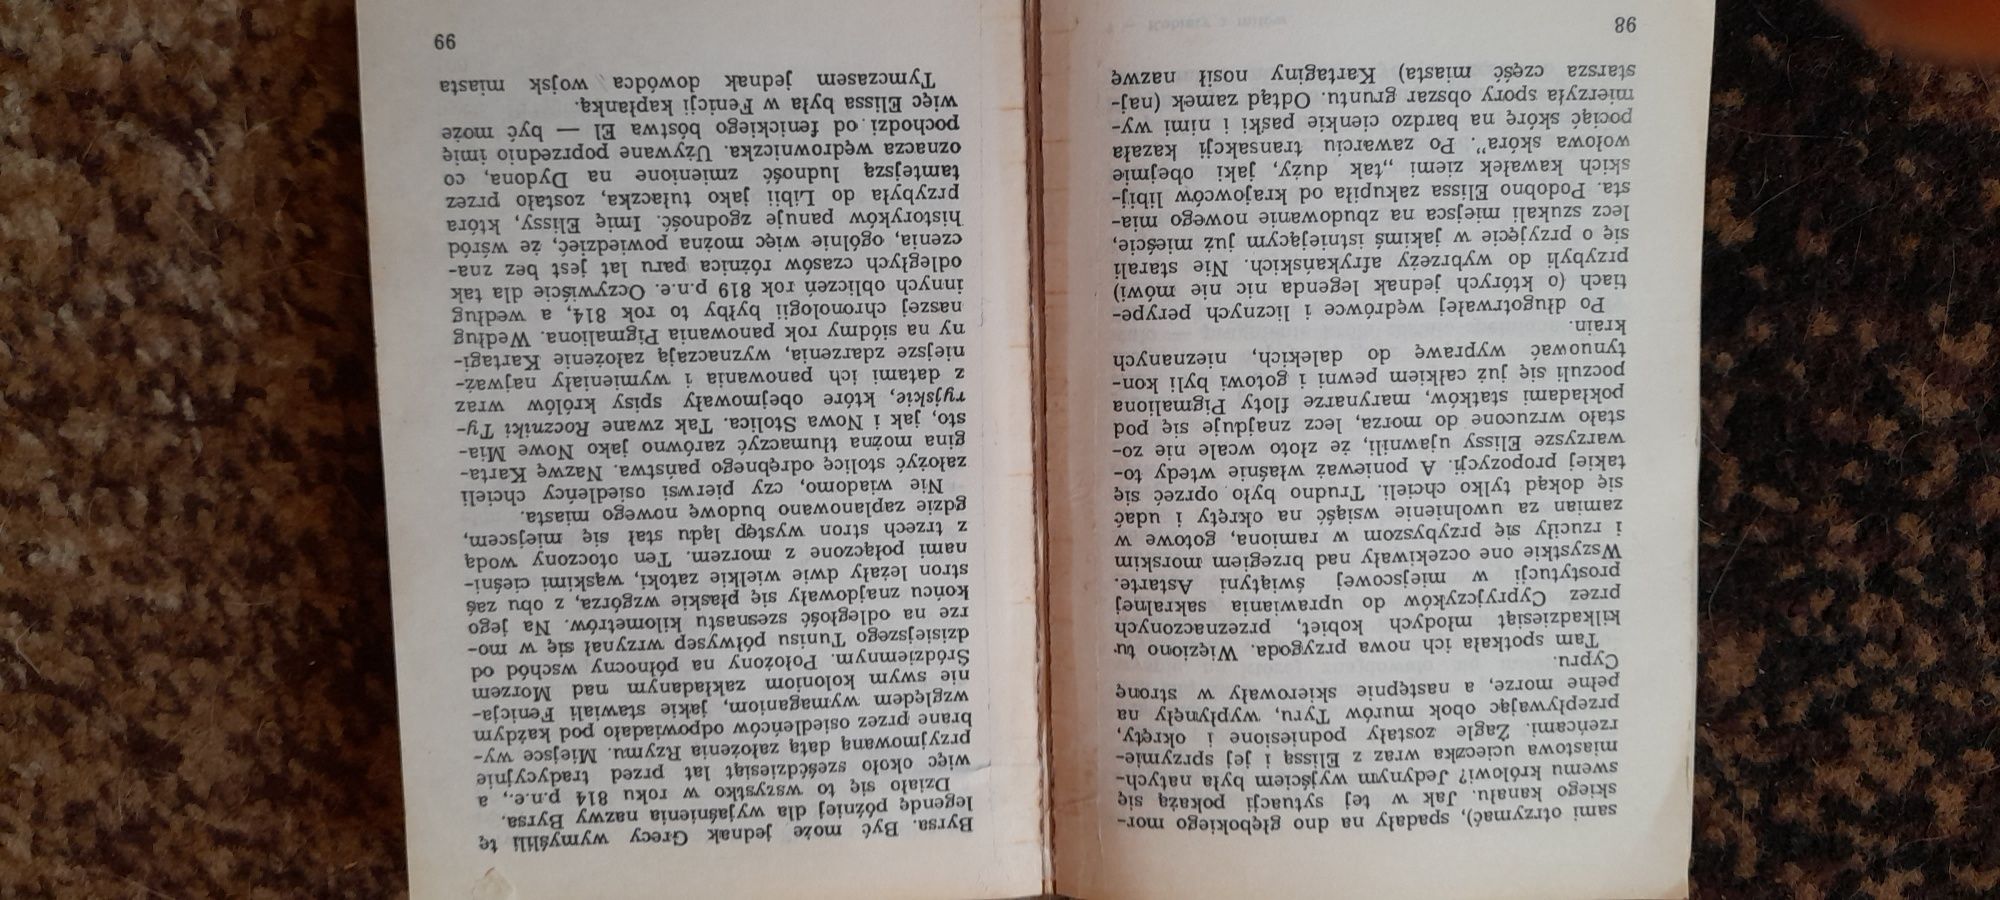 sami otrzymać), spadały na dno głębokiego mor-
skiego kanału. Jak w tej sytuacji pokażą się
swemu królowi? Jedynym wyjściem była natych-
miastowa ucieczka wraz z Elissą i jej sprzymie-
rzeńcami. Żagle zostały podniesione i okręty,
przepływając obok murów Tyru, wypłynęły na
pełne morze, a następnie skierowały w stronę
Cypru.
Tam spotkała ich nowa przygoda. Więziono tu
kilkadziesiąt młodych kobiet, przeznaczonych
przez Cypryjczyków do uprawiania sakralnej
prostytucji w miejscowej świątyni Astarte.
Wszystkie one oczekiwały nad brzegiem morskim
i rzuciły się przybyszom w ramiona, gotowe w
zamian za uwolnienie wsiąść na okręty i udać
się dokąd tylko chcieli. Trudno było oprzeć się
takiej propozycji. A ponieważ właśnie wtedy to-
warzysze Elissy ujawnili, że złoto wcale nie zo-
stało wrzucone do morza, lecz znajduje się pod
pokładami statków, marynarze floty Pigmaliona
poczuli się już całkiem pewni i gotowi byli kon-
tynuować wyprawę do dalekich, nieznanych
krain.
Po długotrwałej wędrówce i licznych perype-
tiach (o których jednak legenda nic nie mówi)
przybyli do wybrzeży afrykańskich. Nie starali
się o przyjęcie w jakimś istniejącym już mieście,
lecz szukali miejsca na zbudowanie nowego mia-
sta. Podobno Elissa zakupiła od krajowców libij-
skich kawałek ziemi „tak duży, jaki obejmie
wołowa skóra”. Po zawarciu transakcji kazała
pociąć skórę na bardzo cienkie paski i nimi wy-
mierzyła spory obszar gruntu. Odtąd zamek (naj-
starsza część miasta) Kartaginy nosił nazwę
98
Byrsa. Być może jednak Grecy wymyślili tę
legendę później dla wyjaśnienia nazwy Byrsa.
Działo się to wszystko w roku 814 p.n.e., a
więc około sześćdziesiąt lat przed tradycyjnie
przyjmowaną datą założenia Rzymu. Miejsce wy-
brane przez osiedleńców odpowiadało pod każdym
względem wymaganiom, jakie stawiali Fenicja-
nie swym koloniom zakładanym nad Morzem
Śródziemnym. Położony na północny wschód od
dzisiejszego Tunisu półwysep wrzynał się w mo-
rze na odległość szesnastu kilometrów. Na jego
końcu znajdowały się płaskie wzgórza, z obu zaś
stron leżały dwie wielkie zatoki, wąskimi cieśni-
nami połączone z morzem. Ten otoczony wodą
z trzech stron występ lądu stał się miejscem,
gdzie zaplanowano budowę nowego miasta.
Nie wiadomo, czy pierwsi osiedleńcy chcieli
założyć stolicę odrębnego państwa. Nazwę Karta-
gina można tłumaczyć zarówno jako Nowe Mia-
sto, jak i Nowa Stolica. Tak zwane Roczniki Ty-
ryjskie, które obejmowały spisy królów wraz
z datami ich panowania i wymieniały najważ-
niejsze zdarzenia, wyznaczają założenie Kartagi-
ny na siódmy rok panowania Pigmaliona. Według
naszej chronologii byłby to rok 814, a według
innych obliczeń rok 819 p.n.e. Oczywiście dla tak
odległych czasów różnica paru lat jest bez zna-
czenia, ogólnie więc można powiedzieć, że wśród
historyków panuje zgodność. Imię Elissy, która
przybyła do Libii jako tułaczka, zostało przez
tamtejszą ludność zmienione na Dydona, co
oznacza wędrowniczka. Używane poprzednio imię
pochodzi od fenickiego bóstwa El — być może
więc Elissa była w Fenicji kapłanką.
Tymczasem jednak dowódca wojsk miasta
99